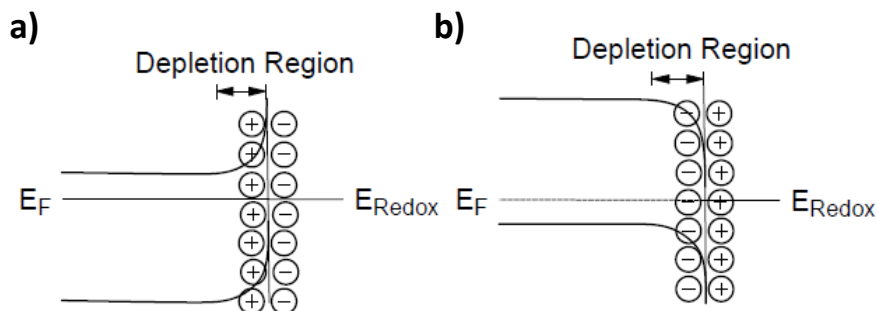 a)
Depletion Region
E_F
E_Redox
+ −
+ −
+ −
+ −
+ −
+ −
+ −
b)
Depletion Region
E_F
E_Redox
− +
− +
− +
− +
− +
− +
− +